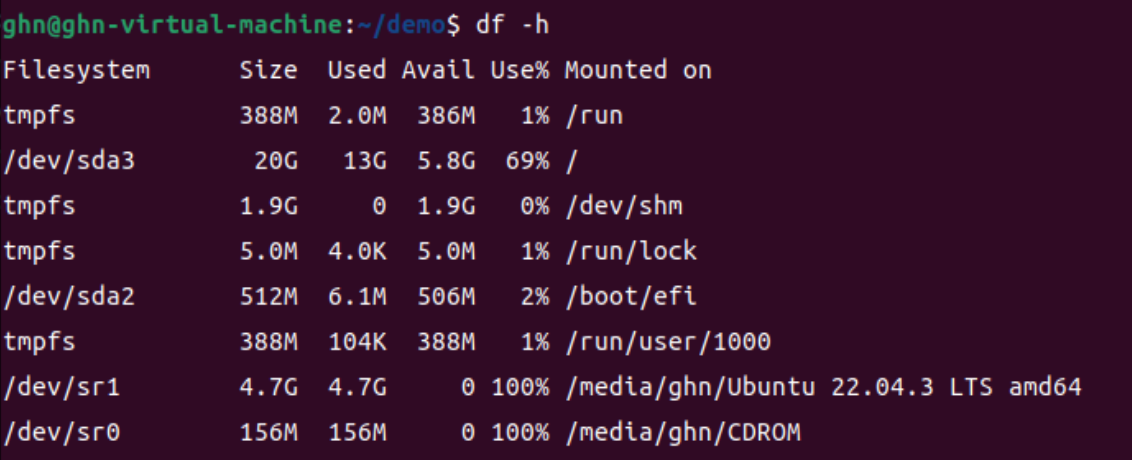 ghn@ghn-virtual-machine:~/demo$ df -h
Filesystem      Size  Used Avail Use% Mounted on
tmpfs           388M  2.0M  386M   1% /run
/dev/sda3        20G   13G  5.8G  69% /
tmpfs           1.9G     0  1.9G   0% /dev/shm
tmpfs           5.0M  4.0K  5.0M   1% /run/lock
/dev/sda2       512M  6.1M  506M   2% /boot/efi
tmpfs           388M  104K  388M   1% /run/user/1000
/dev/sr1        4.7G  4.7G     0 100% /media/ghn/Ubuntu 22.04.3 LTS amd64
/dev/sr0        156M  156M     0 100% /media/ghn/CDROM